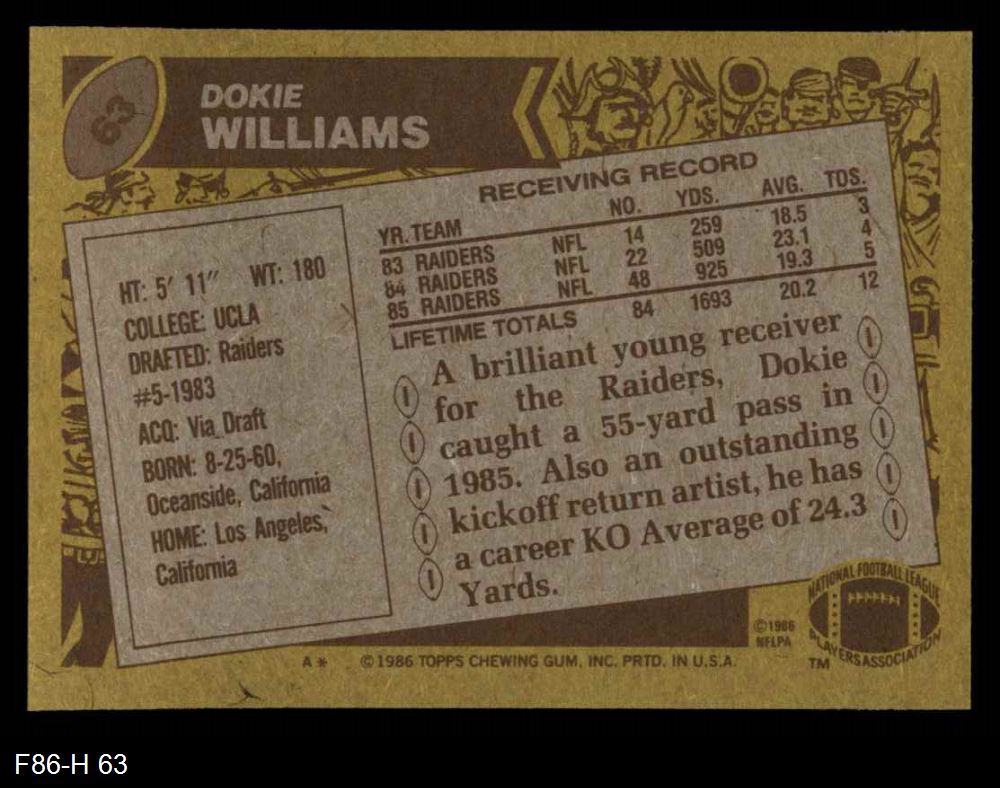 63
DOKIE
WILLIAMS
HT: 5' 11" WT: 180
COLLEGE: UCLA
DRAFTED: Raiders
#5-1983
ACQ: Via Draft
BORN: 8-25-60,
Oceanside, California
HOME: Los Angeles,
California
RECEIVING RECORD
YR. TEAM NO. YDS. AVG. TDS.
83 RAIDERS NFL 14 259 18.5 3
84 RAIDERS NFL 22 509 23.1 4
85 RAIDERS NFL 48 925 19.3 5
LIFETIME TOTALS 84 1693 20.2 12
A brilliant young receiver
for the Raiders, Dokie
caught a 55-yard pass in
1985. Also an outstanding
kickoff return artist, he has
a career KO Average of 24.3
Yards.
©1986
NFLPA
NATIONAL FOOTBALL LEAGUE
PLAYERS ASSOCIATION
TM
A* ©1986 TOPPS CHEWING GUM, INC. PRTD. IN U.S.A.
F86-H 63